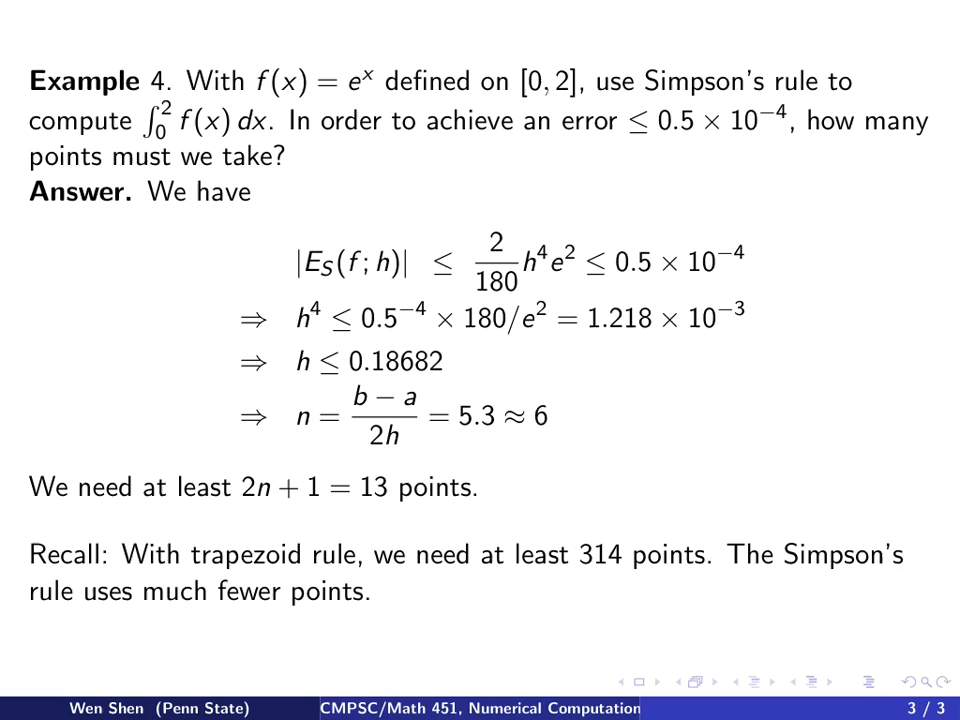 Example 4. With f(x) = eˣ defined on [0, 2], use Simpson's rule to
compute ∫₀² f(x) dx. In order to achieve an error ≤ 0.5 × 10⁻⁴, how many
points must we take?
Answer. We have
|E_S(f; h)| ≤ 2/180 h⁴e² ≤ 0.5 × 10⁻⁴
⇒ h⁴ ≤ 0.5⁻⁴ × 180/e² = 1.218 × 10⁻³
⇒ h ≤ 0.18682
⇒ n = (b − a)/2h = 5.3 ≈ 6
We need at least 2n + 1 = 13 points.
Recall: With trapezoid rule, we need at least 314 points. The Simpson's
rule uses much fewer points.
Wen Shen (Penn State) CMPSC/Math 451, Numerical Computation 3 / 3